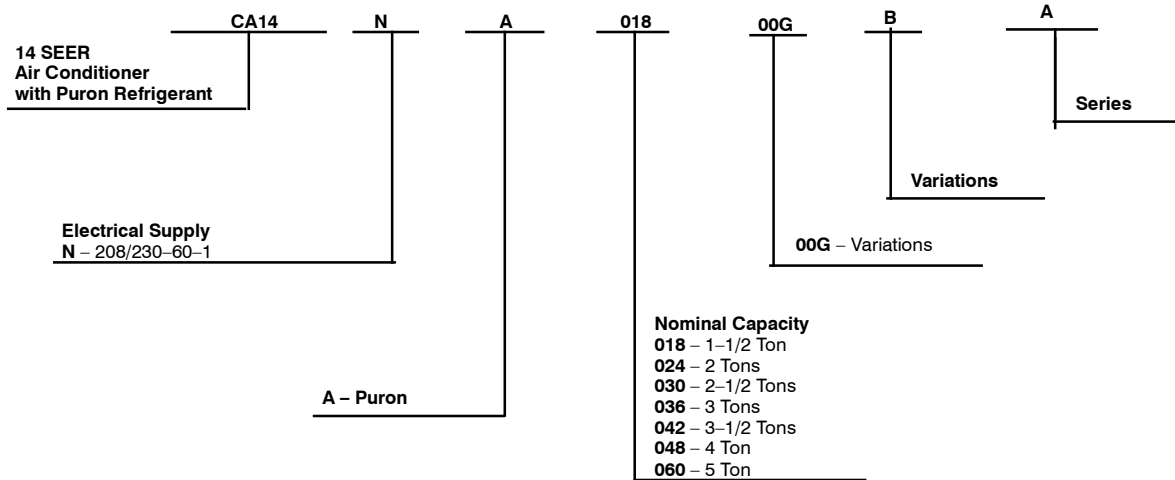 CA14 N A 018 00G B A
14 SEER
Air Conditioner
with Puron Refrigerant
Series
Variations
Electrical Supply
N – 208/230–60–1
00G – Variations
Nominal Capacity
018 – 1–1/2 Ton
024 – 2 Tons
030 – 2–1/2 Tons
036 – 3 Tons
042 – 3–1/2 Tons
048 – 4 Ton
060 – 5 Ton
A – Puron